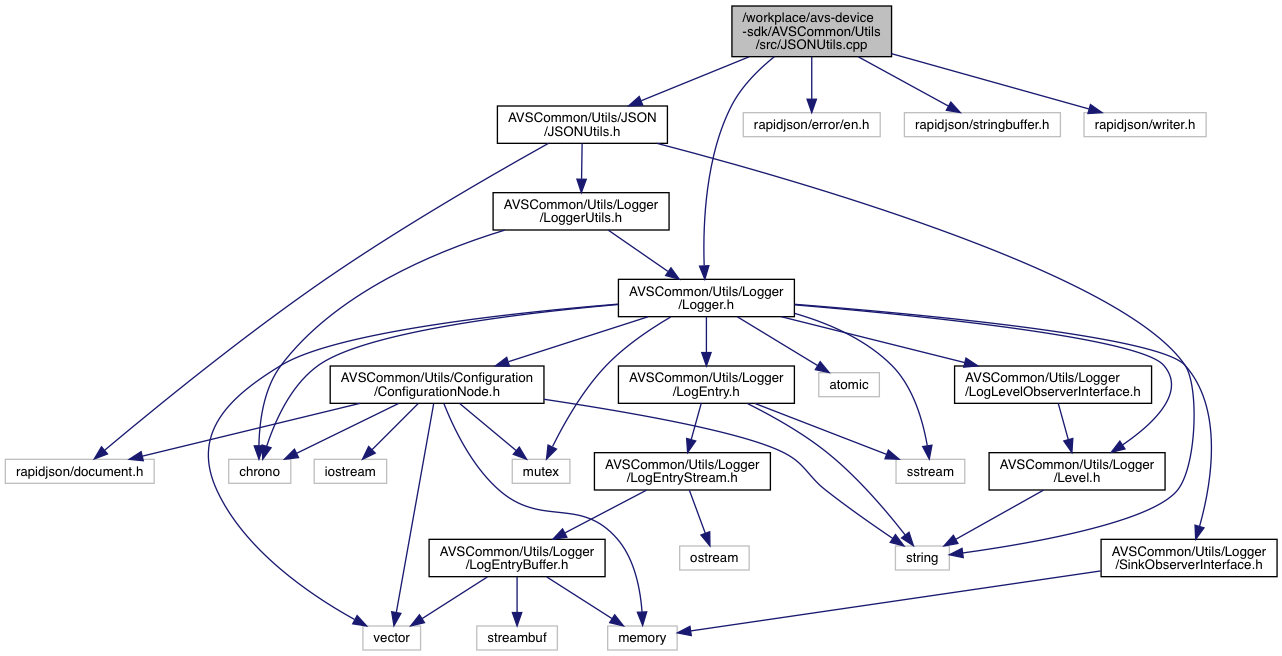 /workplace/avs-device
-sdk/AVSCommon/Utils
/src/JSONUtils.cpp
AVSCommon/Utils/JSON
/JSONUtils.h
rapidjson/error/en.h
rapidjson/stringbuffer.h
rapidjson/writer.h
AVSCommon/Utils/Logger
/LoggerUtils.h
AVSCommon/Utils/Logger
/Logger.h
AVSCommon/Utils/Configuration
/ConfigurationNode.h
AVSCommon/Utils/Logger
/LogEntry.h
atomic
AVSCommon/Utils/Logger
/LogLevelObserverInterface.h
rapidjson/document.h
chrono
iostream
mutex
AVSCommon/Utils/Logger
/LogEntryStream.h
sstream
AVSCommon/Utils/Logger
/Level.h
AVSCommon/Utils/Logger
/LogEntryBuffer.h
ostream
string
AVSCommon/Utils/Logger
/SinkObserverInterface.h
vector
streambuf
memory